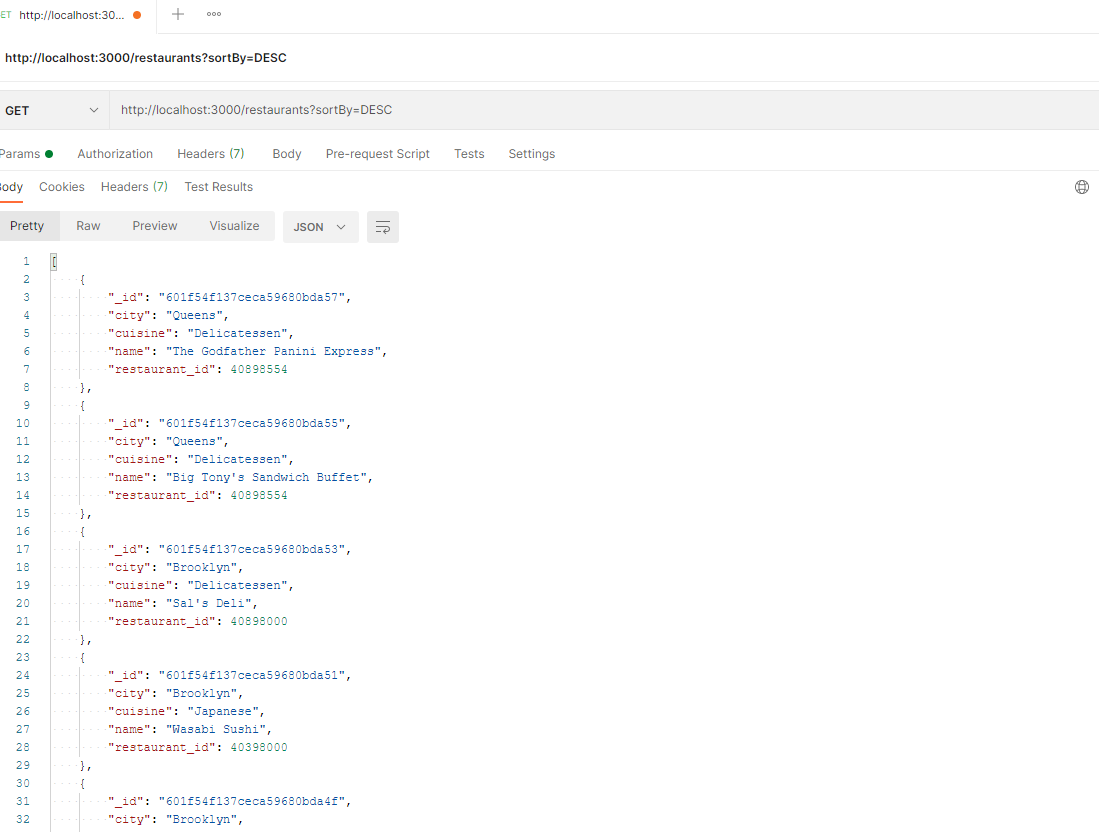 ET http://localhost:30...
http://localhost:3000/restaurants?sortBy=DESC
GET http://localhost:3000/restaurants?sortBy=DESC
Params Authorization Headers (7) Body Pre-request Script Tests Settings
Body Cookies Headers (7) Test Results
Pretty Raw Preview Visualize JSON
1 [
2 {
3 "_id": "601f54f137ceca59680bda57",
4 "city": "Queens",
5 "cuisine": "Delicatessen",
6 "name": "The Godfather Panini Express",
7 "restaurant_id": 40898554
8 },
9 {
10 "_id": "601f54f137ceca59680bda55",
11 "city": "Queens",
12 "cuisine": "Delicatessen",
13 "name": "Big Tony's Sandwich Buffet",
14 "restaurant_id": 40898554
15 },
16 {
17 "_id": "601f54f137ceca59680bda53",
18 "city": "Brooklyn",
19 "cuisine": "Delicatessen",
20 "name": "Sal's Deli",
21 "restaurant_id": 40898000
22 },
23 {
24 "_id": "601f54f137ceca59680bda51",
25 "city": "Brooklyn",
26 "cuisine": "Japanese",
27 "name": "Wasabi Sushi",
28 "restaurant_id": 40398000
29 },
30 {
31 "_id": "601f54f137ceca59680bda4f",
32 "city": "Brooklyn",